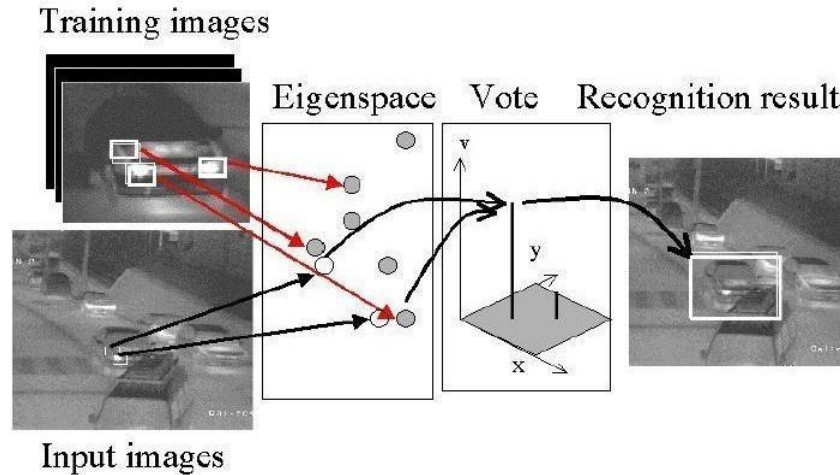 Training images
Eigenspace
Vote
Recognition result
v
y
x
Input images